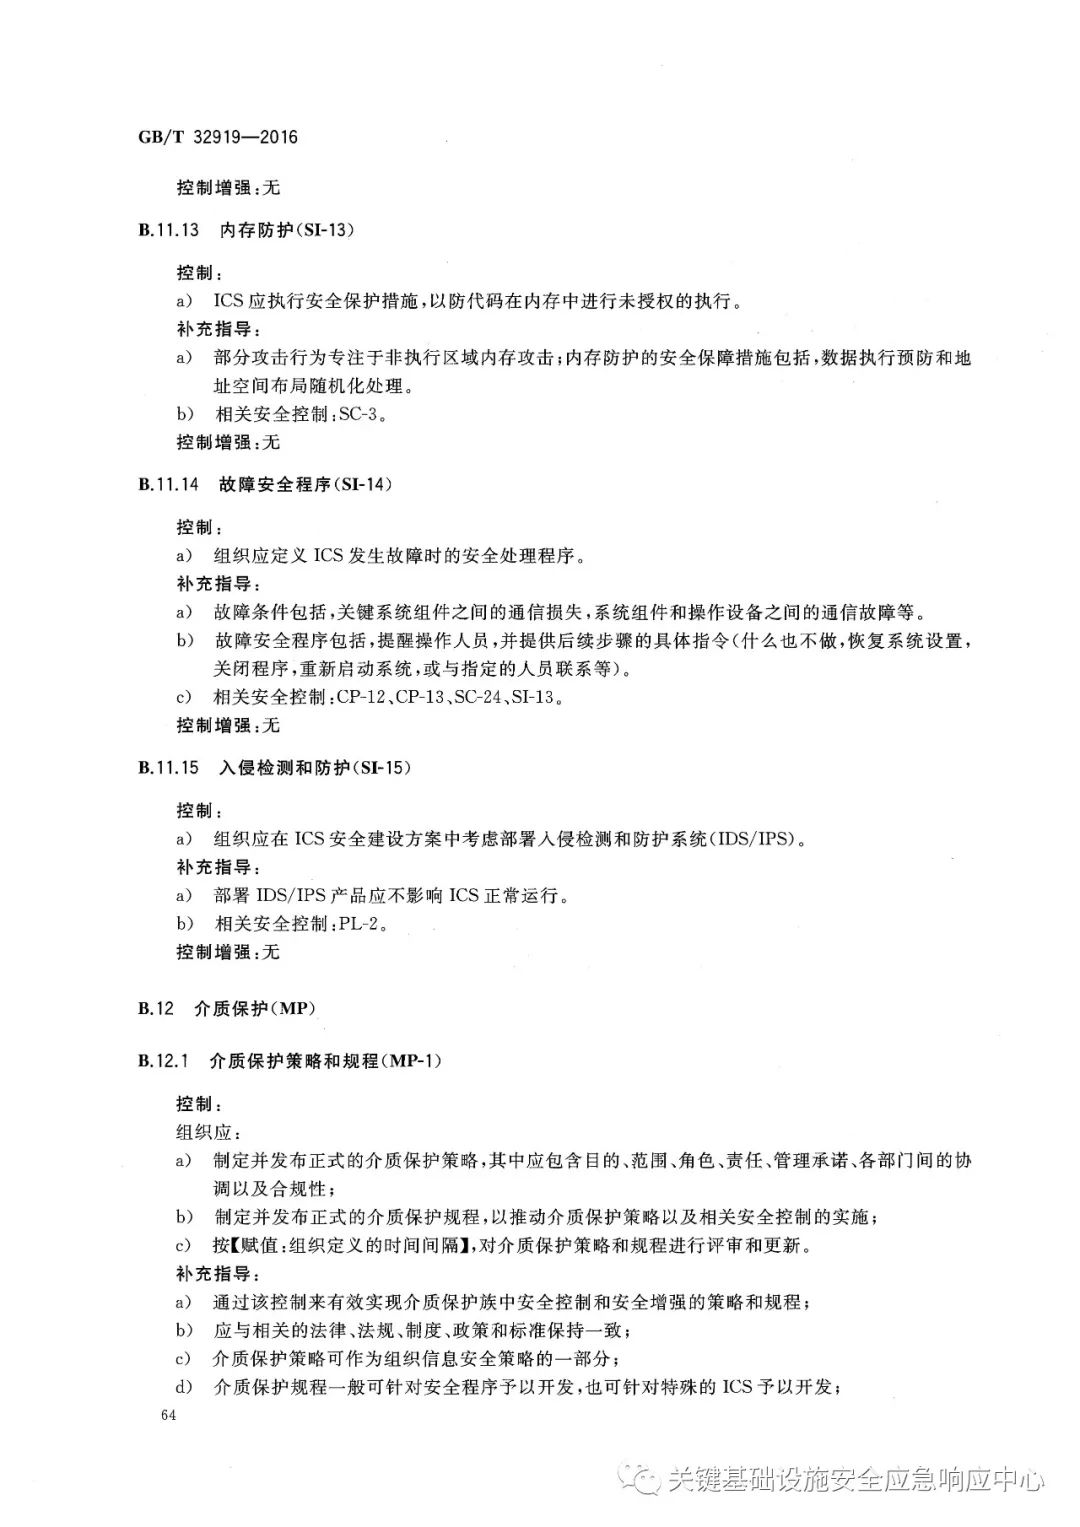 GB/T 32919—2016
控制增强:无
B.11.13 内存防护(SI-13)
控制:
a) ICS应执行安全保护措施,以防代码在内存中进行未授权的执行。
补充指导:
a) 部分攻击行为专注于非执行区域内存攻击;内存防护的安全保障措施包括,数据执行预防和地
址空间布局随机化处理。
b) 相关安全控制:SC-3。
控制增强:无
B.11.14 故障安全程序(SI-14)
控制:
a) 组织应定义 ICS 发生故障时的安全处理程序。
补充指导:
a) 故障条件包括,关键系统组件之间的通信损失,系统组件和操作设备之间的通信故障等。
b) 故障安全程序包括,提醒操作人员,并提供后续步骤的具体指令(什么也不做,恢复系统设置,
关闭程序,重新启动系统,或与指定的人员联系等)。
c) 相关安全控制:CP-12、CP-13、SC-24、SI-13。
控制增强:无
B.11.15 入侵检测和防护(SI-15)
控制:
a) 组织应在 ICS 安全建设方案中考虑部署入侵检测和防护系统(IDS/IPS)。
补充指导:
a) 部署 IDS/IPS 产品应不影响 ICS 正常运行。
b) 相关安全控制:PL-2。
控制增强:无
B.12 介质保护(MP)
B.12.1 介质保护策略和规程(MP-1)
控制:
组织应:
a) 制定并发布正式的介质保护策略,其中应包含目的、范围、角色、责任、管理承诺、各部门间的协
调以及合规性;
b) 制定并发布正式的介质保护规程,以推动介质保护策略以及相关安全控制的实施;
c) 按【赋值:组织定义的时间间隔】,对介质保护策略和规程进行评审和更新。
补充指导:
a) 通过该控制来有效实现介质保护族中安全控制和安全增强的策略和规程;
b) 应与相关的法律、法规、制度、政策和标准保持一致;
c) 介质保护策略可作为组织信息安全策略的一部分;
d) 介质保护规程一般可针对安全程序予以开发,也可针对特殊的 ICS 予以开发;
64
关键基础设施安全应急响应中心